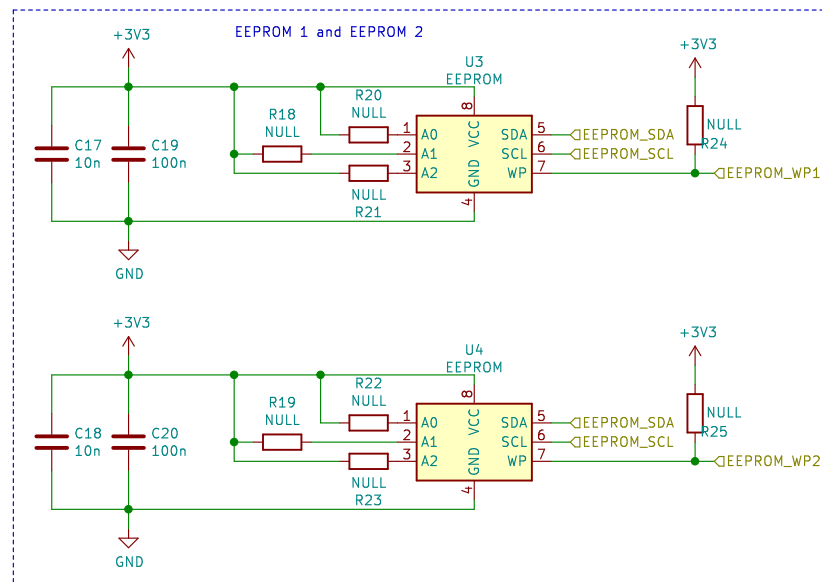 EEPROM 1 and EEPROM 2
+3V3
+3V3
U3
EEPROM
R20
NULL
R18
NULL
8
VCC
1
A0
2
A1
3
A2
SDA
5
EEPROM_SDA
SCL
6
EEPROM_SCL
WP
7
EEPROM_WP1
GND
4
NULL
R24
C17
10n
C19
100n
NULL
R21
GND
+3V3
+3V3
U4
EEPROM
R22
NULL
R19
NULL
8
VCC
1
A0
2
A1
3
A2
SDA
5
EEPROM_SDA
SCL
6
EEPROM_SCL
WP
7
EEPROM_WP2
GND
4
NULL
R25
C18
10n
C20
100n
NULL
R23
GND